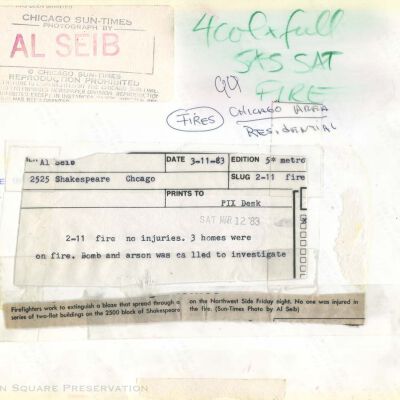 CHICAGO SUN-TIMES
PHOTOGRAPH BY
AL SEIB
© CHICAGO SUN-TIMES
REPRODUCTION PROHIBITED
4col x full
SKS SAT
FIRE
FIRES
CHICAGO AREA
RESIDENTIAL
Al Seib
DATE 3-11-83
EDITION 5* metro
2525 Shakespeare Chcago
SLUG 2-11 fire
PRINTS TO
PII Desk
SAT MAR 12 '83
2-11 fire no injuries. 3 homes were
on fire. Bomb and arson was called to investigate
Firefighters work to extinguish a blaze that spread through a
series of two-flat buildings on the 2500 block of Shakespeare
on the Northwest Side Friday night. No one was injured in
the fire. (Sun-Times Photo by Al Seib)
N SQUARE PRESERVATION